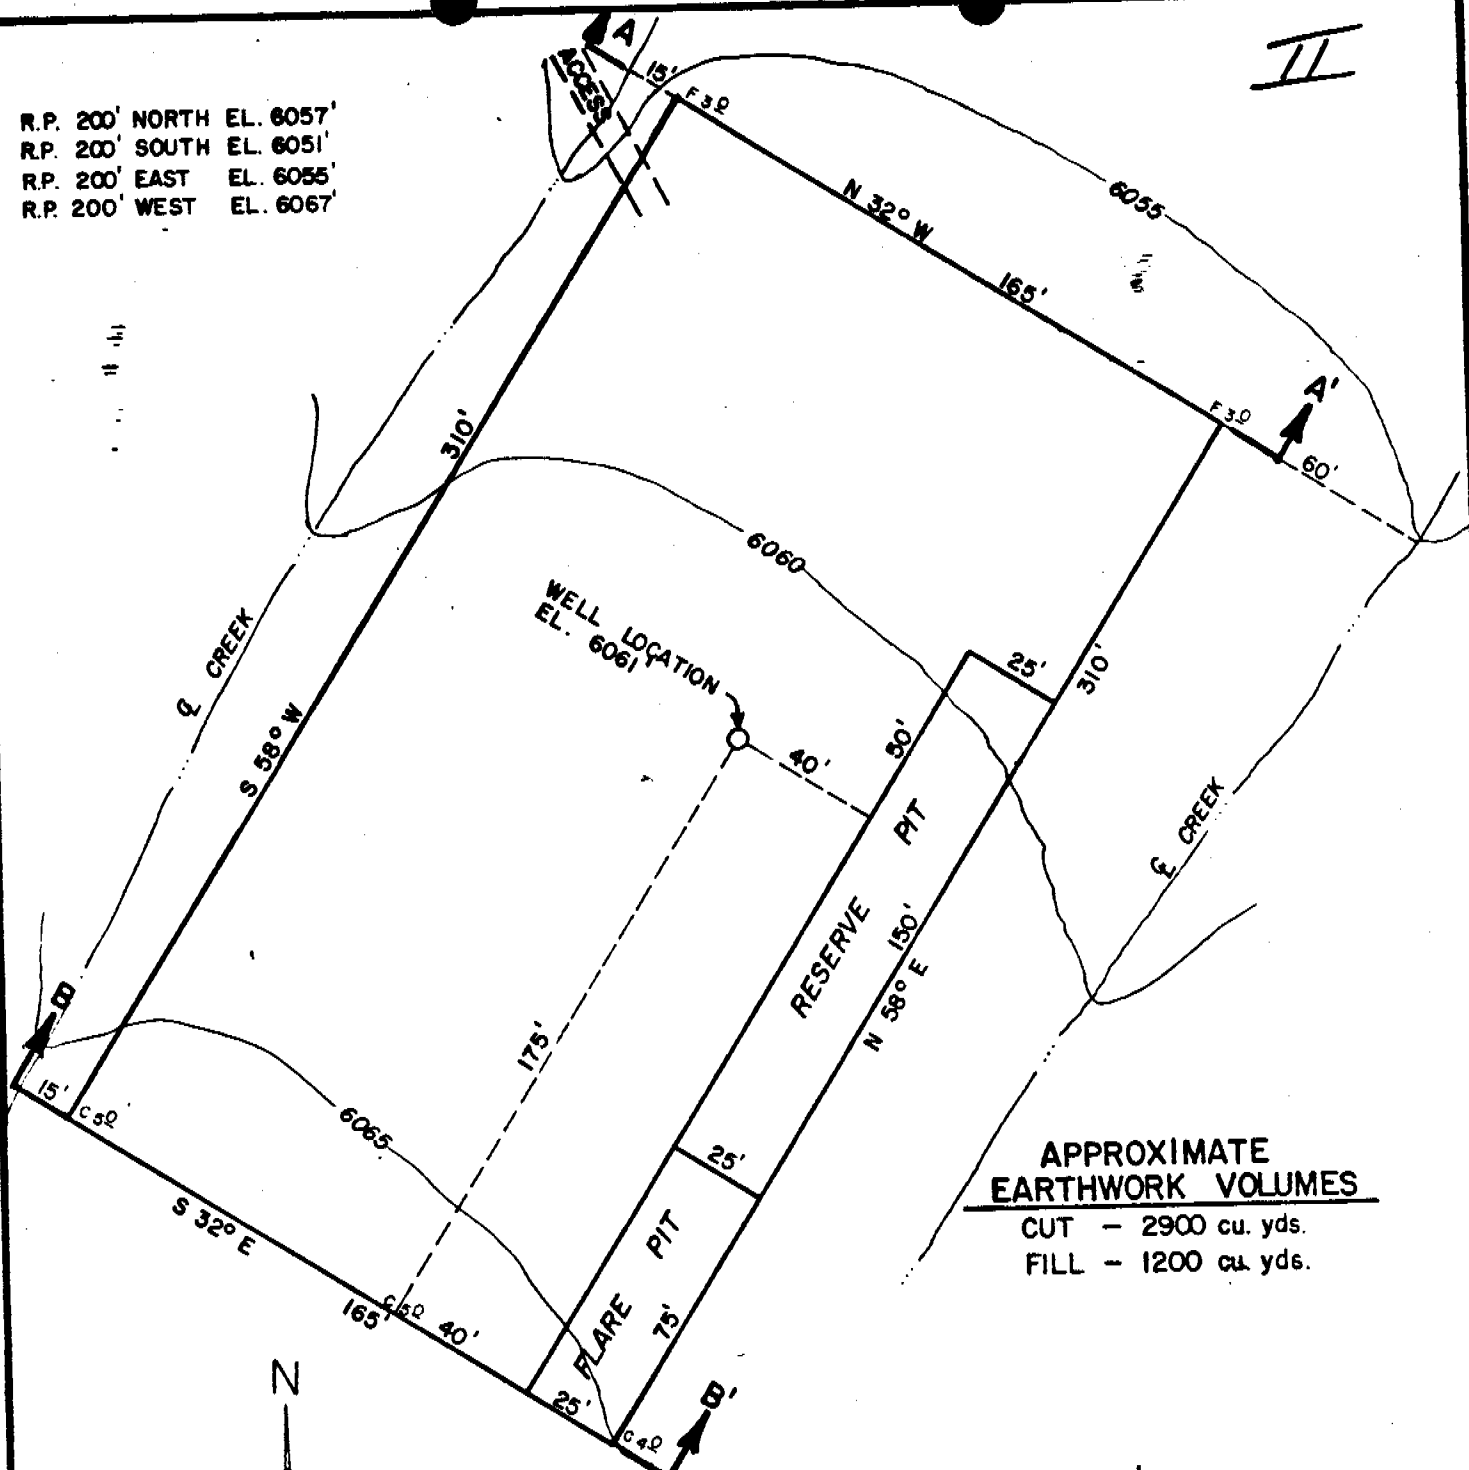 II
A
ACCESS
15'
F 3.0
R.P. 200' NORTH EL. 6057'
R.P. 200' SOUTH EL. 6051'
R.P. 200' EAST EL. 6055'
R.P. 200' WEST EL. 6067'
N 32° W
165'
6055
A'
F 3.0
60'
310'
6060
WELL LOCATION
EL. 6061'
25'
310'
50'
40'
℄ CREEK
S 58° W
RESERVE PIT
150'
N 58° E
℄ CREEK
B
15'
C 5.0
175'
6065
25'
APPROXIMATE
EARTHWORK VOLUMES
CUT - 2900 cu. yds.
FILL - 1200 cu. yds.
S 32° E
165'
C 5.0
40'
FLARE PIT
75'
25'
C 4.0
B'
N